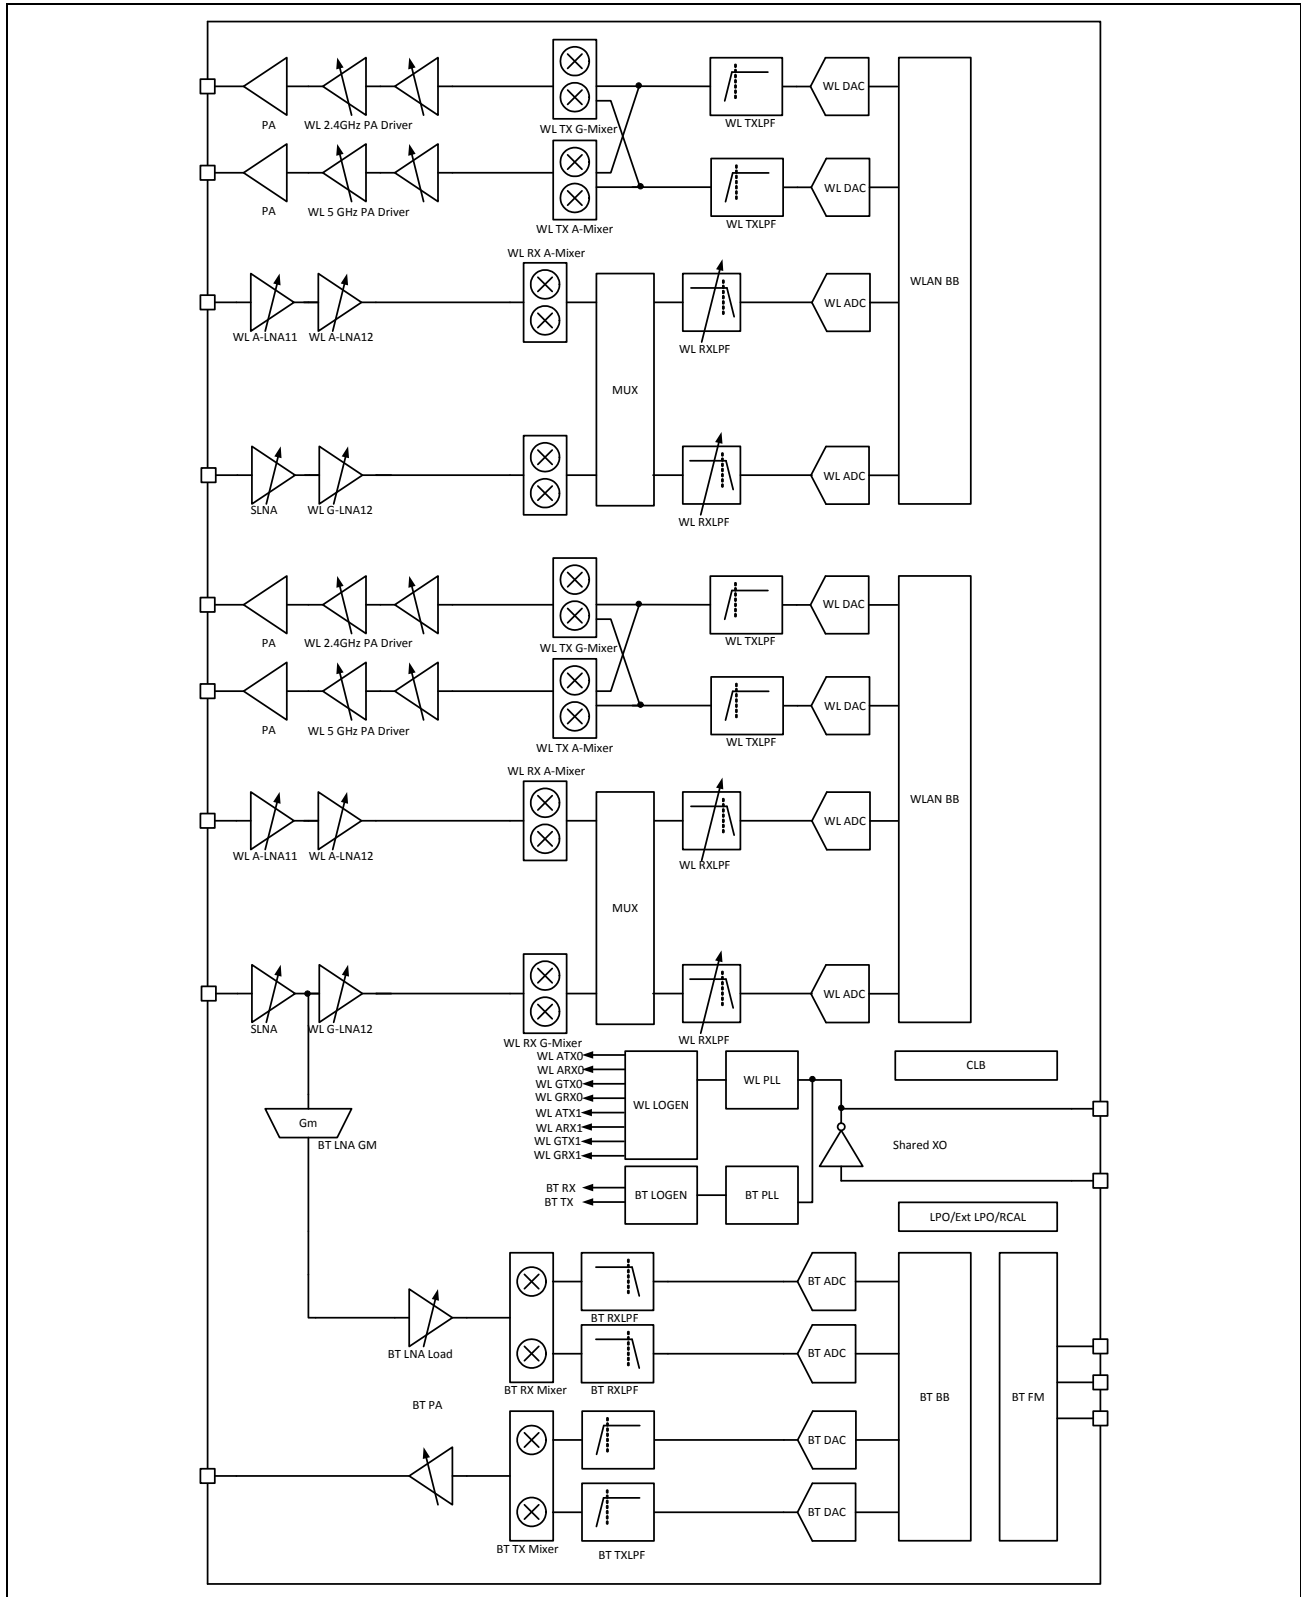 WL DAC
PA
WL 2.4GHz PA Driver
WL TX G-Mixer
WL TXLPF
WL DAC
PA
WL 5 GHz PA Driver
WL TX A-Mixer
WL TXLPF
WL RX A-Mixer
WLAN BB
WL ADC
WL A-LNA11
WL A-LNA12
WL RXLPF
MUX
WL ADC
SLNA
WL G-LNA12
WL RXLPF
WL DAC
PA
WL 2.4GHz PA Driver
WL TX G-Mixer
WL TXLPF
WL DAC
PA
WL 5 GHz PA Driver
WL TX A-Mixer
WL TXLPF
WL RX A-Mixer
WLAN BB
WL ADC
WL A-LNA11
WL A-LNA12
WL RXLPF
MUX
WL ADC
SLNA
WL G-LNA12
WL RX G-Mixer
WL RXLPF
WL ATX0
WL ARX0
WL GTX0
WL GRX0
WL ATX1
WL ARX1
WL GTX1
WL GRX1
WL LOGEN
WL PLL
CLB
Gm
BT LNA GM
Shared XO
BT RX
BT TX
BT LOGEN
BT PLL
LPO/Ext LPO/RCAL
BT ADC
BT RXLPF
BT LNA Load
BT ADC
BT RX Mixer
BT RXLPF
BT PA
BT BB
BT FM
BT DAC
BT DAC
BT TX Mixer
BT TXLPF